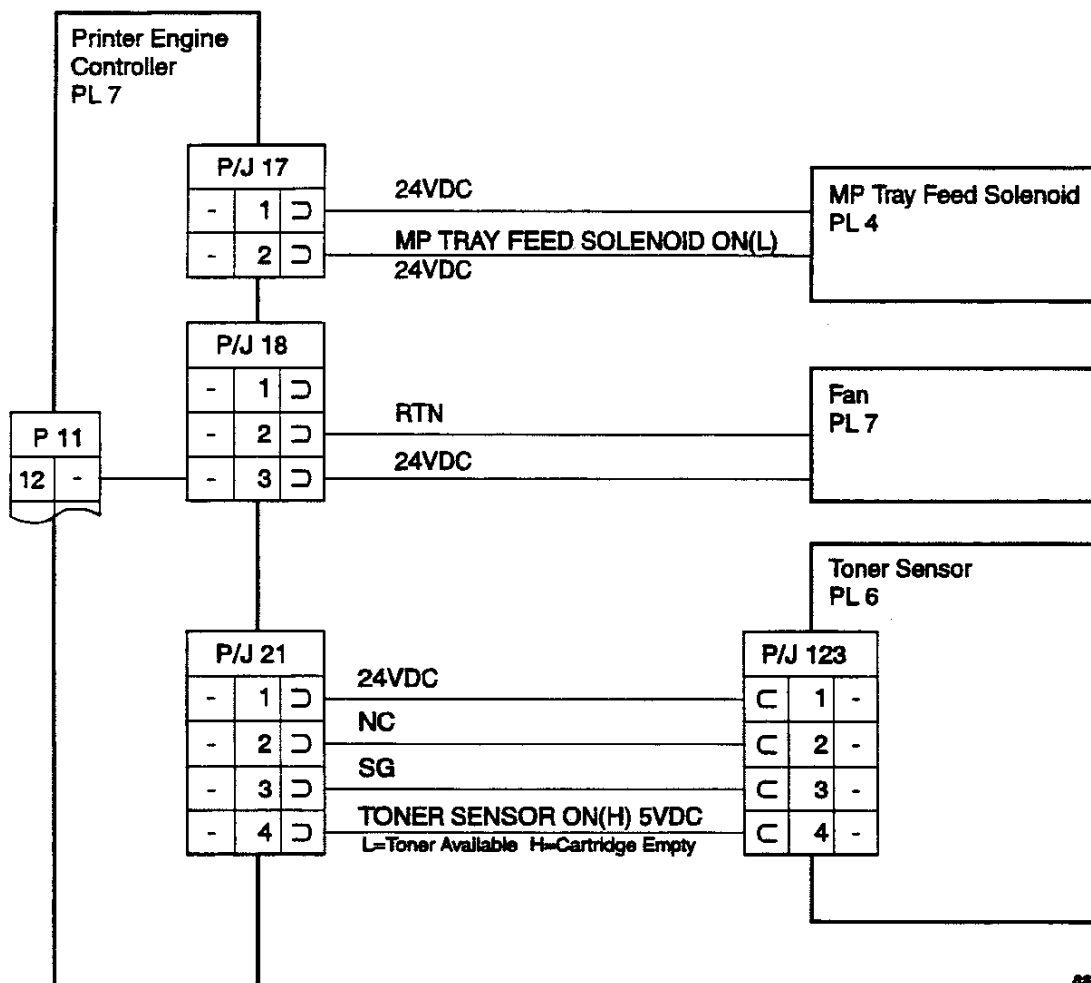 Printer Engine
Controller
PL 7
P/J 17
- 1
- 2
24VDC
MP TRAY FEED SOLENOID ON(L)
24VDC
MP Tray Feed Solenoid
PL 4
P/J 18
- 1
- 2
- 3
RTN
24VDC
Fan
PL 7
P 11
12 -
Toner Sensor
PL 6
P/J 21
- 1
- 2
- 3
- 4
24VDC
NC
SG
TONER SENSOR ON(H) 5VDC
L=Toner Available H=Cartridge Empty
P/J 123
1 -
2 -
3 -
4 -